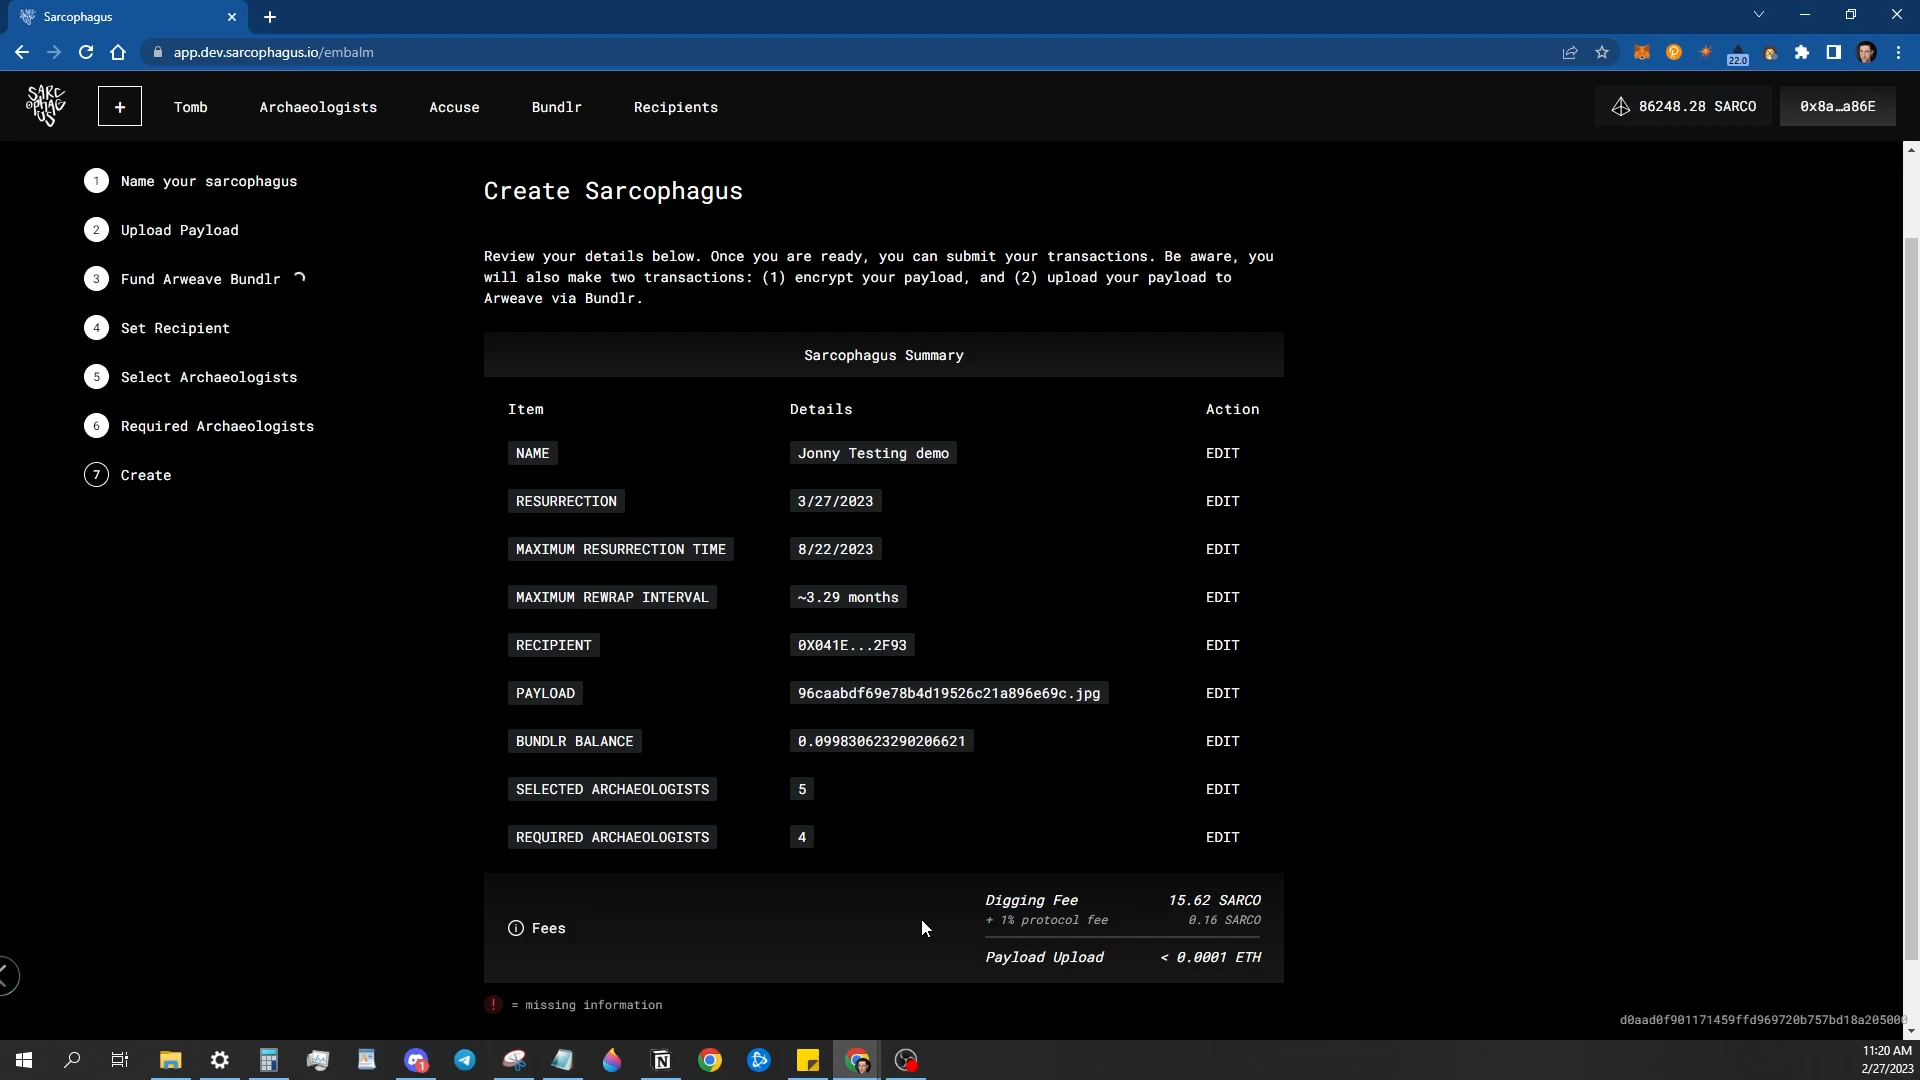 Sarcophagus
app.dev.sarcophagus.io/embalm
22.0
SARC
OPHAG
US
+ Tomb Archaeologists Accuse Bundlr Recipients
86248.28 SARCO 0x8a…a86E
1 Name your sarcophagus
2 Upload Payload
3 Fund Arweave Bundlr
4 Set Recipient
5 Select Archaeologists
6 Required Archaeologists
7 Create
Create Sarcophagus
Review your details below. Once you are ready, you can submit your transactions. Be aware, you
will also make two transactions: (1) encrypt your payload, and (2) upload your payload to
Arweave via Bundlr.
Sarcophagus Summary
Item Details Action
NAME Jonny Testing demo EDIT
RESURRECTION 3/27/2023 EDIT
MAXIMUM RESURRECTION TIME 8/22/2023 EDIT
MAXIMUM REWRAP INTERVAL ~3.29 months EDIT
RECIPIENT 0X041E...2F93 EDIT
PAYLOAD 96caabdf69e78b4d19526c21a896e69c.jpg EDIT
BUNDLR BALANCE 0.099830623290206621 EDIT
SELECTED ARCHAEOLOGISTS 5 EDIT
REQUIRED ARCHAEOLOGISTS 4 EDIT
Fees
Digging Fee 15.62 SARCO
+ 1% protocol fee 0.16 SARCO
Payload Upload < 0.0001 ETH
! = missing information
d0aad0f901171459ffd969720b757bd18a205000
11:20 AM
2/27/2023